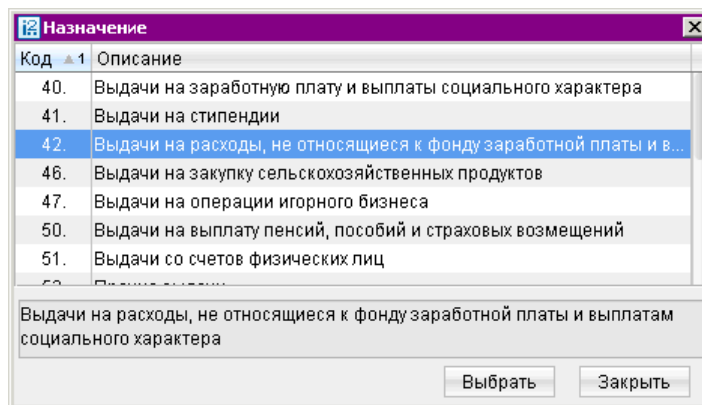 Назначение
Код 1 Описание
40. Выдачи на заработную плату и выплаты социального характера
41. Выдачи на стипендии
42. Выдачи на расходы, не относящиеся к фонду заработной платы и в...
46. Выдачи на закупку сельскохозяйственных продуктов
47. Выдачи на операции игорного бизнеса
50. Выдачи на выплату пенсий, пособий и страховых возмещений
51. Выдачи со счетов физических лиц
Выдачи на расходы, не относящиеся к фонду заработной платы и выплатам
социального характера
Выбрать Закрыть